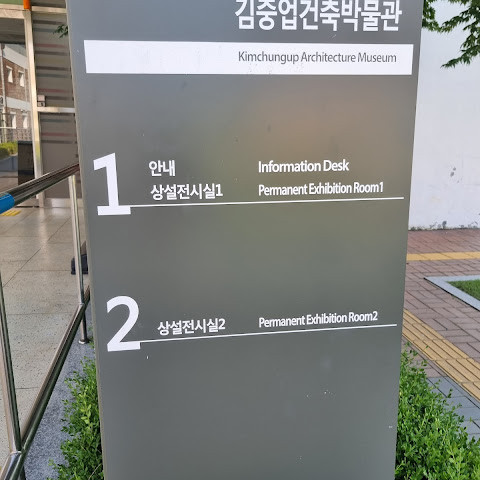 김중업건축박물관
Kimchungup Architecture Museum
1 안내 Information Desk
상설전시실1 Permanent Exhibition Room1
2 상설전시실2 Permanent Exhibition Room2